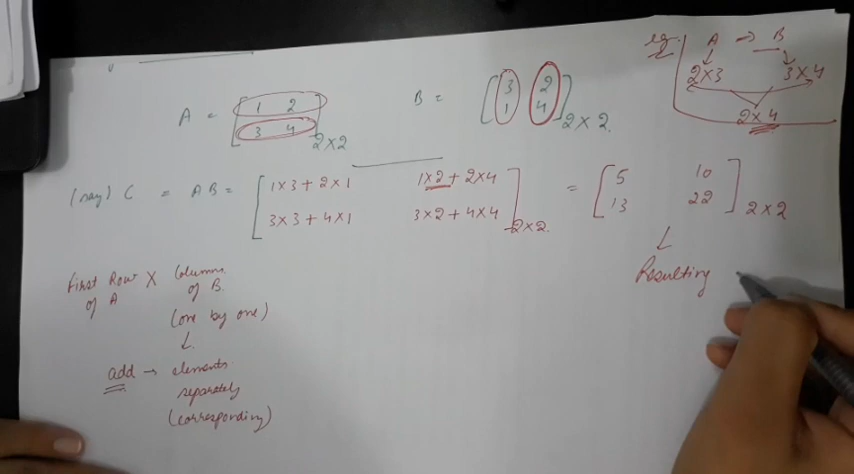 eg. A → B
2×3 3×4
2×4
A = [ 1 2
3 4 ] 2×2
B = [ 3 2
1 4 ] 2×2.
(say) C = AB = [ 1×3+2×1 1×2+2×4
3×3+4×1 3×2+4×4 ] 2×2. = [ 5 10
13 22 ] 2×2
↓
Resulting
First Row × Columns
of A of B.
(one by one)
↓
add → elements
separately
(corresponding)